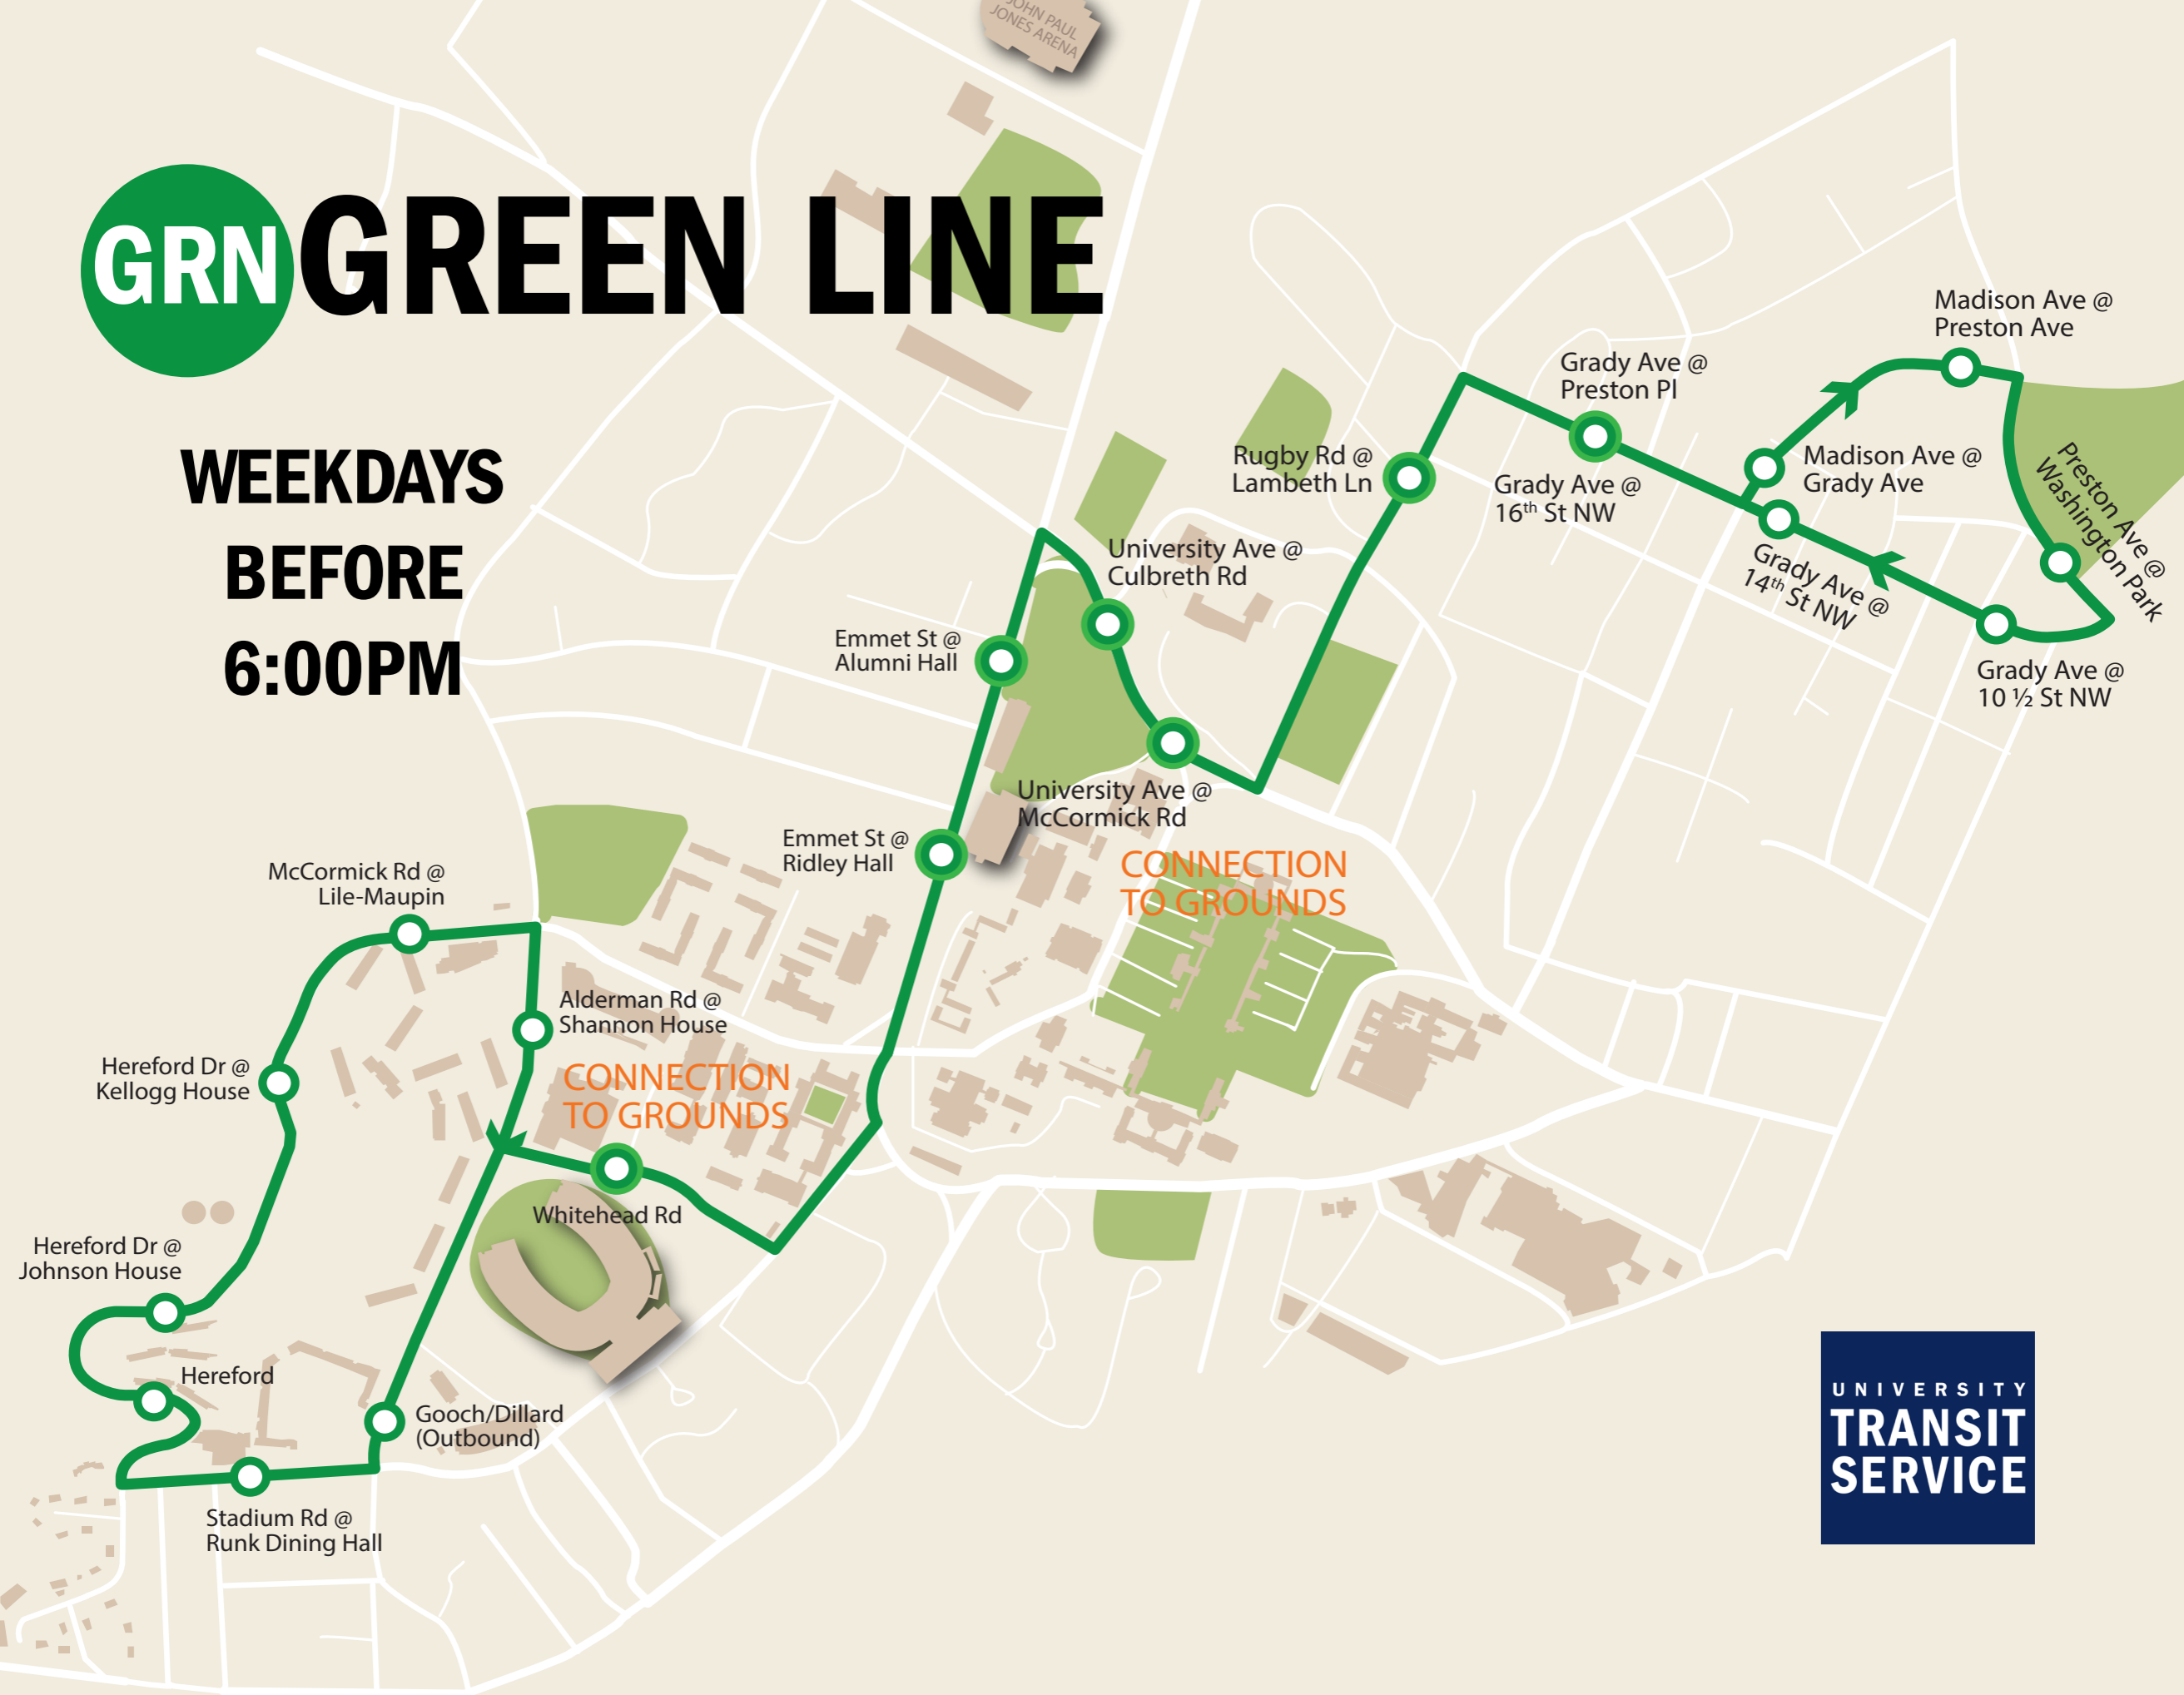 JOHN PAUL
JONES ARENA
GRN
GREEN LINE
WEEKDAYS
BEFORE
6:00PM
Madison Ave @
Preston Ave
Grady Ave @
Preston Pl
Rugby Rd @
Lambeth Ln
Grady Ave @
16th St NW
Madison Ave @
Grady Ave
Preston Ave @
Washington Park
Grady Ave @
14th St NW
Grady Ave @
10 ½ St NW
University Ave @
Culbreth Rd
Emmet St @
Alumni Hall
University Ave @
McCormick Rd
Emmet St @
Ridley Hall
CONNECTION
TO GROUNDS
McCormick Rd @
Lile-Maupin
Alderman Rd @
Shannon House
Hereford Dr @
Kellogg House
CONNECTION
TO GROUNDS
Whitehead Rd
Hereford Dr @
Johnson House
Hereford
Gooch/Dillard
(Outbound)
Stadium Rd @
Runk Dining Hall
UNIVERSITY
TRANSIT
SERVICE